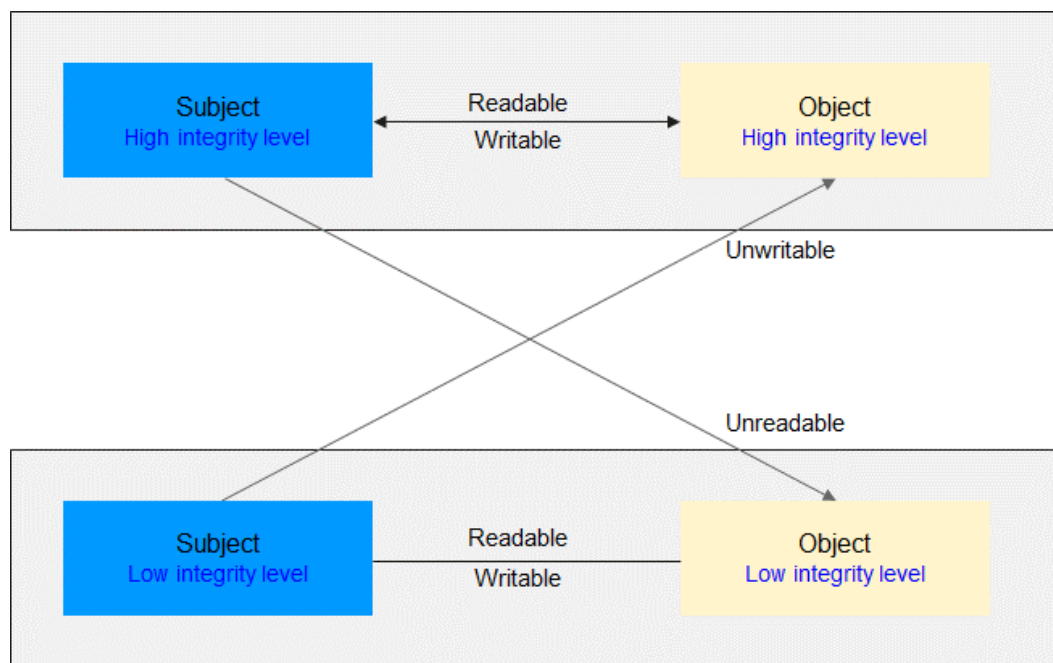 Subject
High integrity level
Readable
Writable
Object
High integrity level
Unwritable
Unreadable
Subject
Low integrity level
Readable
Writable
Object
Low integrity level